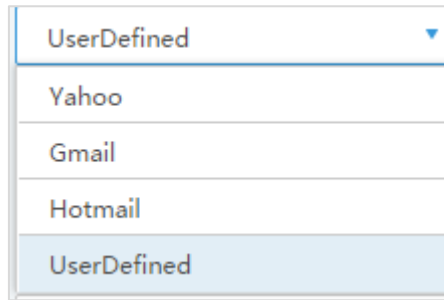 UserDefined
Yahoo
Gmail
Hotmail
UserDefined